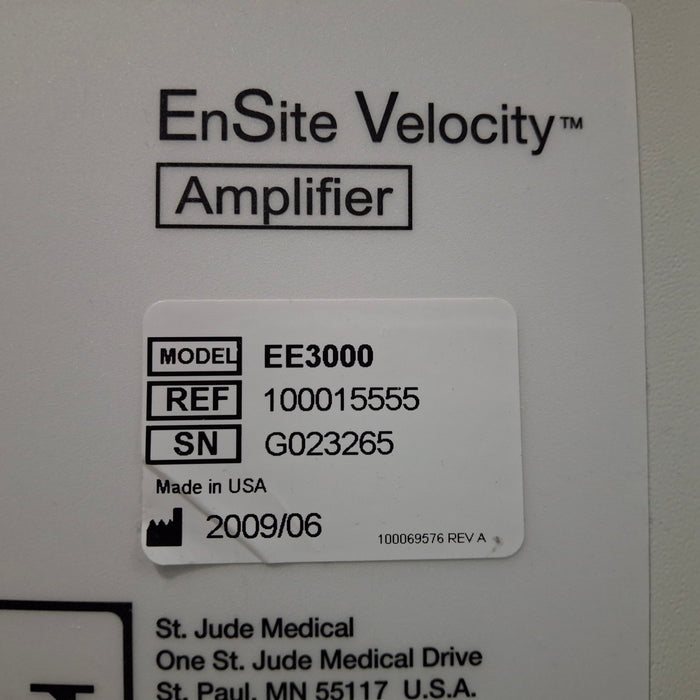 EnSite Velocity™
Amplifier
MODEL EE3000
REF 100015555
SN G023265
Made in USA
2009/06 100069576 REV A
St. Jude Medical
One St. Jude Medical Drive
St. Paul, MN 55117 U.S.A.